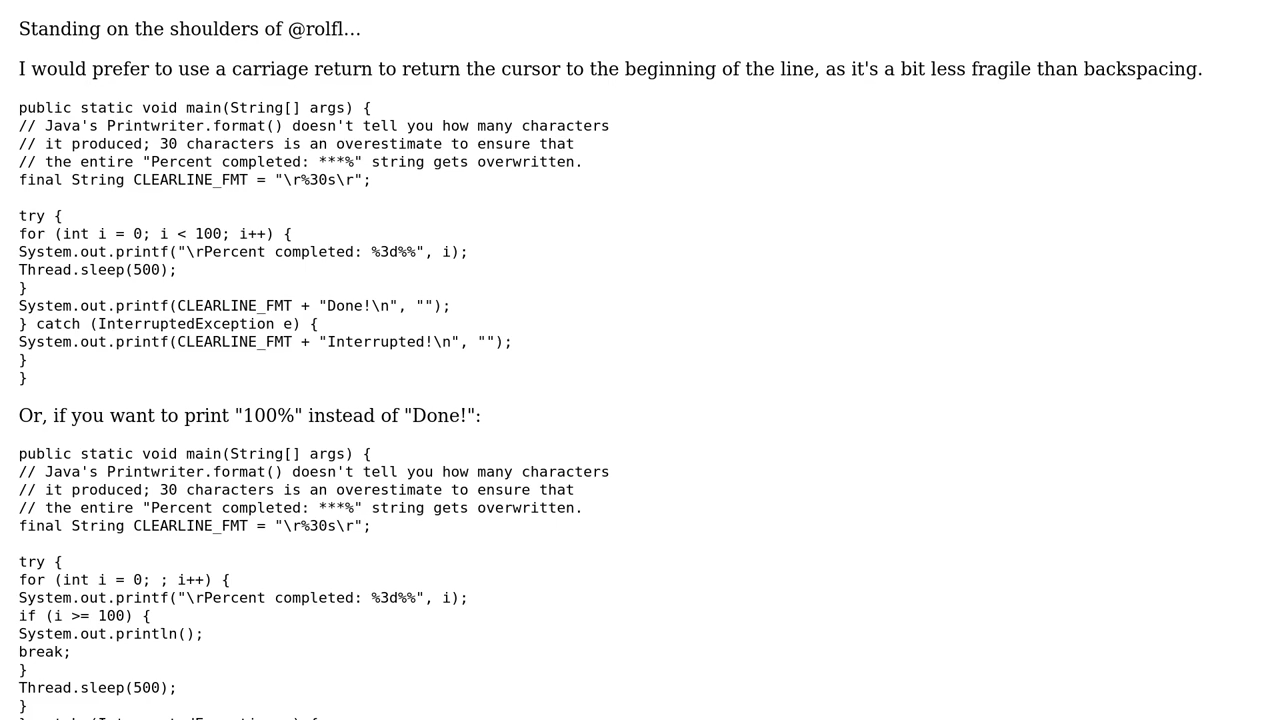 Standing on the shoulders of @rolfl…
I would prefer to use a carriage return to return the cursor to the beginning of the line, as it's a bit less fragile than backspacing.
public static void main(String[] args) {
// Java's Printwriter.format() doesn't tell you how many characters
// it produced; 30 characters is an overestimate to ensure that
// the entire "Percent completed: ***%" string gets overwritten.
final String CLEARLINE_FMT = "\r%30s\r";
try {
for (int i = 0; i < 100; i++) {
System.out.printf("\rPercent completed: %3d%%", i);
Thread.sleep(500);
}
System.out.printf(CLEARLINE_FMT + "Done!\n", "");
} catch (InterruptedException e) {
System.out.printf(CLEARLINE_FMT + "Interrupted!\n", "");
}
}
Or, if you want to print "100%" instead of "Done!":
public static void main(String[] args) {
// Java's Printwriter.format() doesn't tell you how many characters
// it produced; 30 characters is an overestimate to ensure that
// the entire "Percent completed: ***%" string gets overwritten.
final String CLEARLINE_FMT = "\r%30s\r";
try {
for (int i = 0; ; i++) {
System.out.printf("\rPercent completed: %3d%%", i);
if (i >= 100) {
System.out.println();
break;
}
Thread.sleep(500);
}